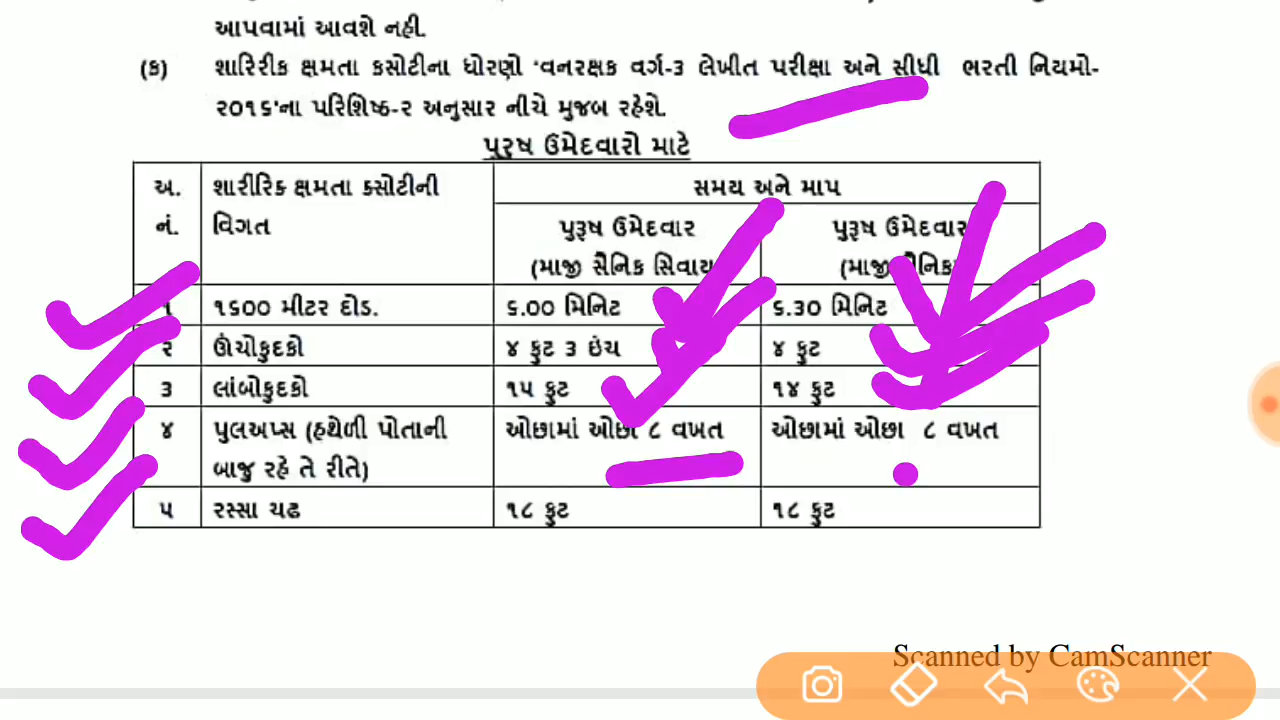 આપવામાં આવશે નહી.
(ક) શારિરીક ક્ષમતા કસોટીના ધોરણો 'વનરક્ષક વર્ગ-૩ લેખીત પરીક્ષા અને સીધી ભરતી નિયમો-
૨૦૧૬'ના પરિશિષ્ઠ-૨ અનુસાર નીચે મુજબ રહેશે.
પુરુષ ઉમેદવારો માટે
અ. શારીરિક ક્ષમતા કસોટીની સમય અને માપ
નં. વિગત પુરૂષ ઉમેદવાર પુરૂષ ઉમેદવાર
(માજી સૈનિક સિવાય (માજી સૈનિક
૧ ૧૬૦૦ મીટર દોડ. ૬.૦૦ મિનિટ ૬.૩૦ મિનિટ
૨ ઊંચોકુદકો ૪ ફુટ ૩ ઇંચ ૪ ફુટ
૩ લાંબોકુદકો ૧૫ ફુટ ૧૪ ફુટ
૪ પુલઅપ્સ (હથેળી પોતાની ઓછામાં ઓછા ૮ વખત ઓછામાં ઓછા ૮ વખત
બાજુ રહે તે રીતે)
૫ રસ્સા ચઢ ૧૮ ફુટ ૧૮ ફુટ
Scanned by CamScanner